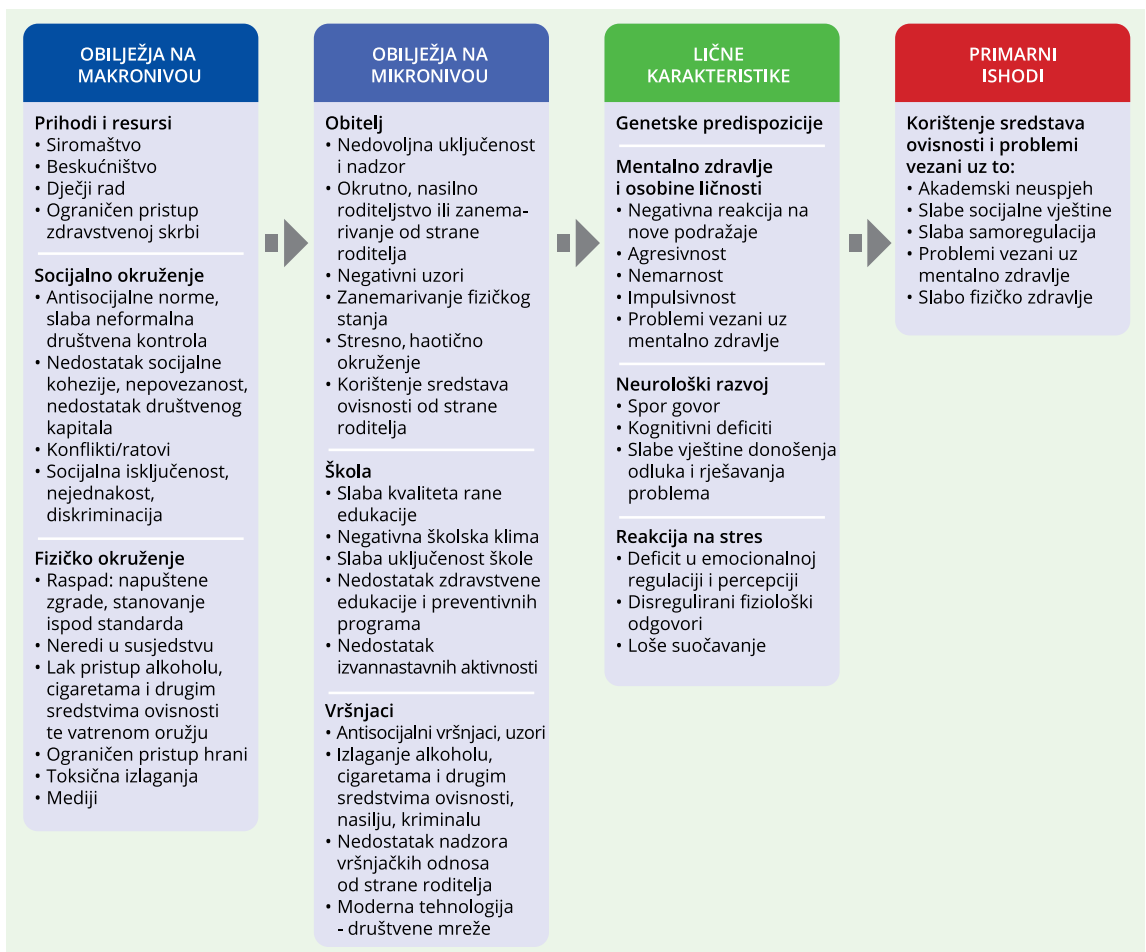 OBILJEŽJA NA
MAKRONIVOU
Prihodi i resursi
• Siromaštvo
• Beskućništvo
• Dječji rad
• Ograničen pristup
zdravstvenoj skrbi
Socijalno okruženje
• Antisocijalne norme,
slaba neformalna
društvena kontrola
• Nedostatak socijalne
kohezije, nepovezanost,
nedostatak društvenog
kapitala
• Konflikti/ratovi
• Socijalna isključenost,
nejednakost,
diskriminacija
Fizičko okruženje
• Raspad: napuštene
zgrade, stanovanje
ispod standarda
• Neredi u susjedstvu
• Lak pristup alkoholu,
cigaretama i drugim
sredstvima ovisnosti
te vatrenom oružju
• Ograničen pristup hrani
• Toksična izlaganja
• Mediji
OBILJEŽJA NA
MIKRONIVOU
Obitelj
• Nedovoljna uključenost
i nadzor
• Okrutno, nasilno
roditeljstvo ili zanema-
rivanje od strane
roditelja
• Negativni uzori
• Zanemarivanje fizičkog
stanja
• Stresno, haotično
okruženje
• Korištenje sredstava
ovisnosti od strane
roditelja
Škola
• Slaba kvaliteta rane
edukacije
• Negativna školska klima
• Slaba uključenost škole
• Nedostatak zdravstvene
edukacije i preventivnih
programa
• Nedostatak
izvannastavnih aktivnosti
Vršnjaci
• Antisocijalni vršnjaci, uzori
• Izlaganje alkoholu,
cigaretama i drugim
sredstvima ovisnosti,
nasilju, kriminalu
• Nedostatak nadzora
vršnjačkih odnosa
od strane roditelja
• Moderna tehnologija
- društvene mreže
LIČNE
KARAKTERISTIKE
Genetske predispozicije
Mentalno zdravlje
i osobine ličnosti
• Negativna reakcija na
nove podražaje
• Agresivnost
• Nemarnost
• Impulsivnost
• Problemi vezani uz
mentalno zdravlje
Neurološki razvoj
• Spor govor
• Kognitivni deficiti
• Slabe vještine donošenja
odluka i rješavanja
problema
Reakcija na stres
• Deficit u emocionalnoj
regulaciji i percepciji
• Disregulirani fiziološki
odgovori
• Loše suočavanje
PRIMARNI
ISHODI
Korištenje sredstava
ovisnosti i problemi
vezani uz to:
• Akademski neuspjeh
• Slabe socijalne vještine
• Slaba samoregulacija
• Problemi vezani uz
mentalno zdravlje
• Slabo fizičko zdravlje